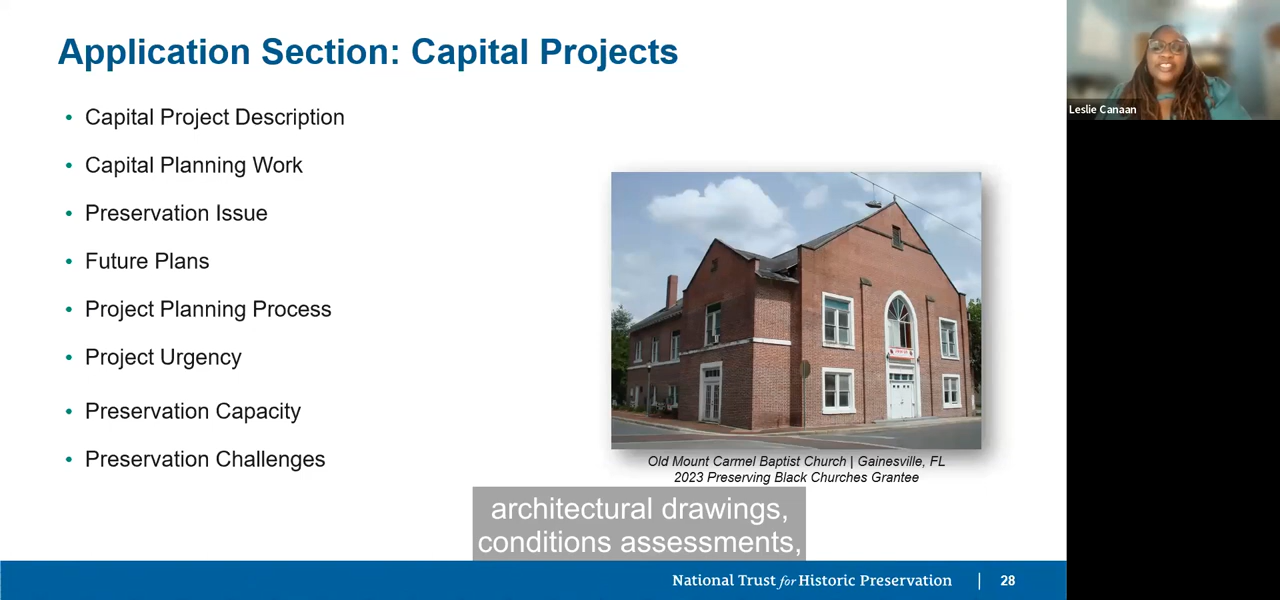 Application Section: Capital Projects
• Capital Project Description
• Capital Planning Work
• Preservation Issue
• Future Plans
• Project Planning Process
• Project Urgency
• Preservation Capacity
• Preservation Challenges
Old Mount Carmel Baptist Church | Gainesville, FL
2023 Preserving Black Churches Grantee
architectural drawings,
conditions assessments,
National Trust for Historic Preservation | 28
Leslie Canaan